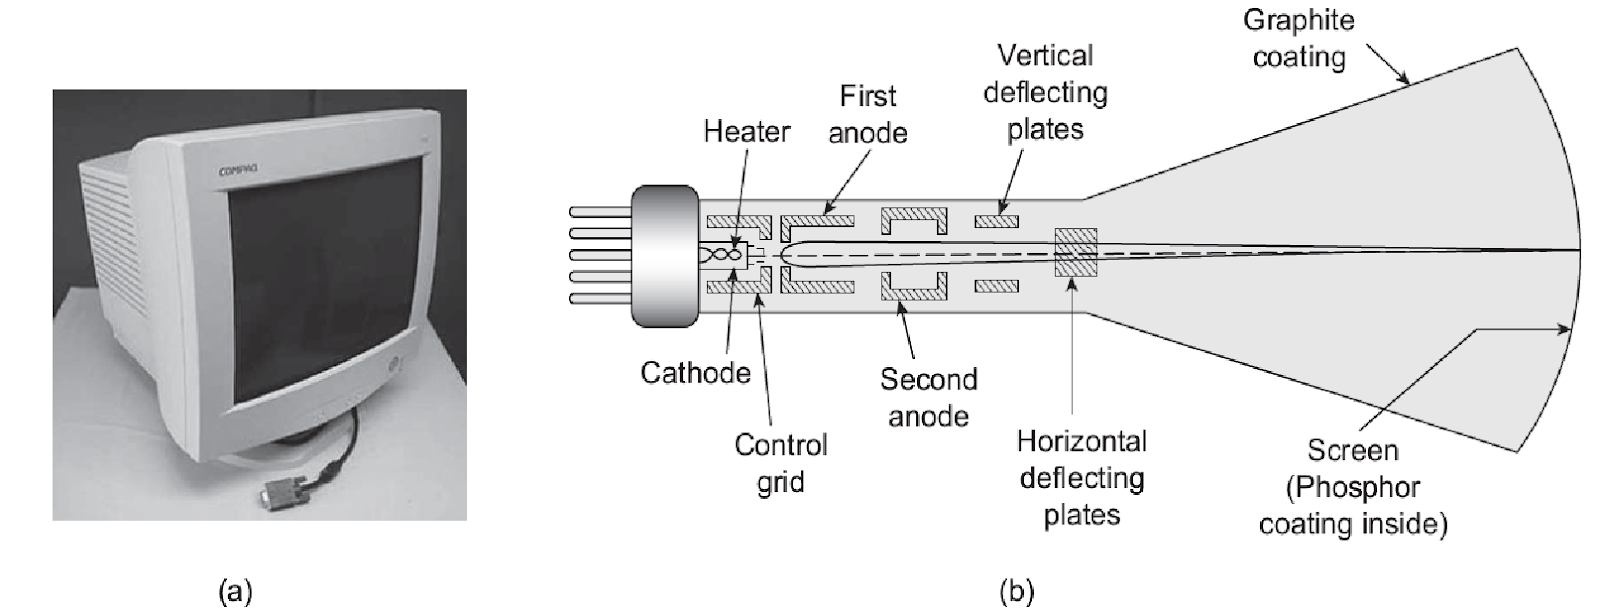 COMPAQ
Graphite
coating
Vertical
deflecting
plates
First
anode
Heater
Cathode
Second
anode
Control
grid
Horizontal
deflecting
plates
Screen
(Phosphor
coating inside)
(a)
(b)